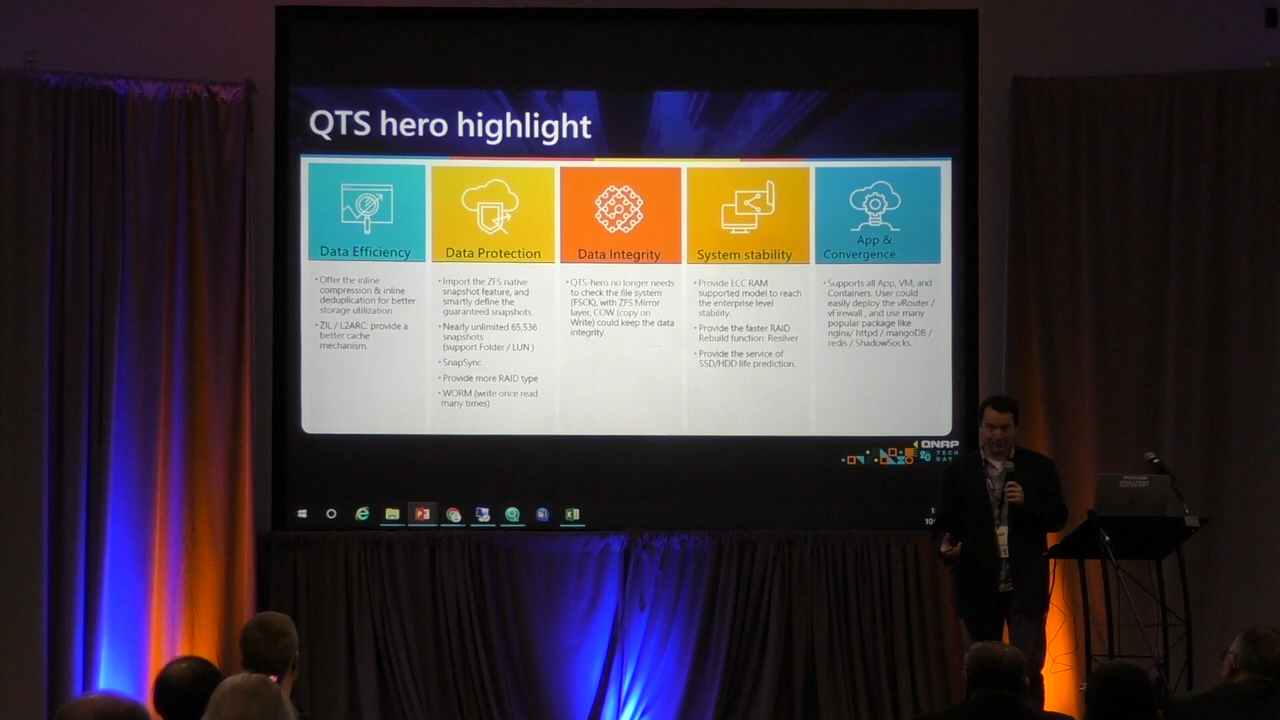 QTS hero highlight
Data Efficiency
• Offer the inline
compression & inline
deduplication for better
storage utilization
• ZIL / L2ARC: provide a
better cache
mechanism.
Data Protection
• Import the ZFS native
snapshot feature, and
smartly define the
guaranteed snapshots.
• Nearly unlimited 65,536
snapshots
(support Folder / LUN )
• SnapSync
• Provide more RAID type
• WORM (write once read
many times)
Data Integrity
• QTS-hero no longer needs
to check the file system
(FSCK), with ZFS Mirror
layer, COW (copy on
Write) could keep the data
integrity.
System stability
• Provide ECC RAM
supported model to reach
the enterprise level
stability.
• Provide the faster RAID
Rebuild function: Resilver
• Provide the service of
SSD/HDD life prediction.
App &
Convergence
• Supports all App, VM, and
Containers. User could
easily deploy the vRouter /
vFirewall , and use many
popular package like
nginx/ httpd / mangoDB /
redis / ShadowSocks.
QNAP
20 TECH
DAY
QNAP